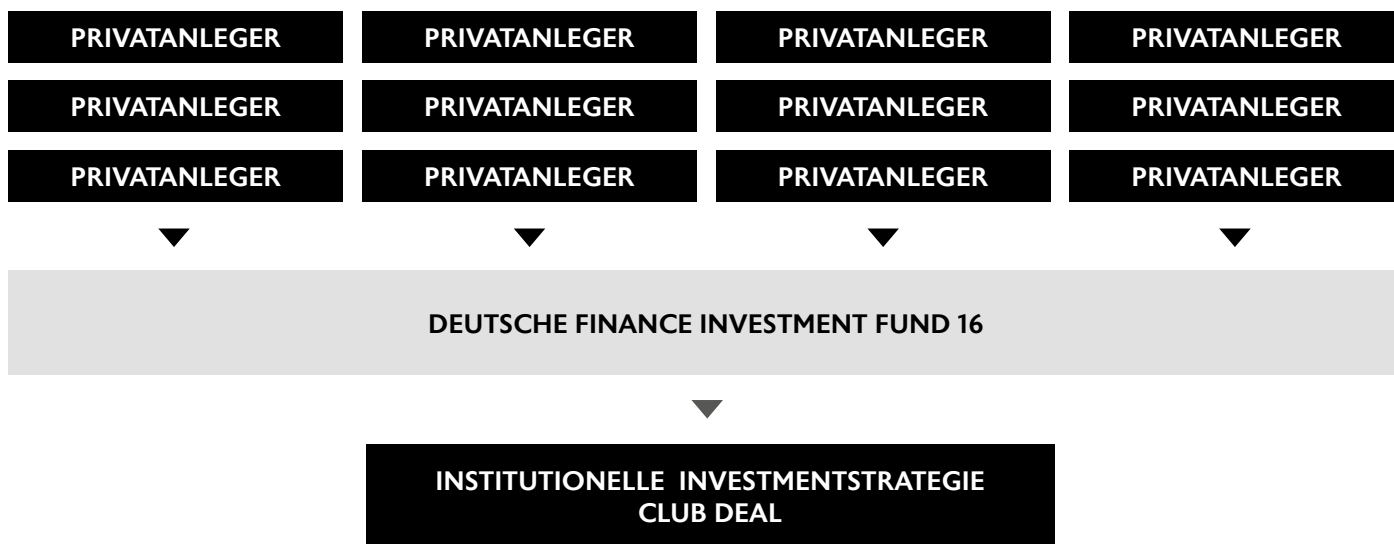 PRIVATANLEGER PRIVATANLEGER PRIVATANLEGER PRIVATANLEGER
PRIVATANLEGER PRIVATANLEGER PRIVATANLEGER PRIVATANLEGER
PRIVATANLEGER PRIVATANLEGER PRIVATANLEGER PRIVATANLEGER
DEUTSCHE FINANCE INVESTMENT FUND 16
INSTITUTIONELLE INVESTMENTSTRATEGIE
CLUB DEAL